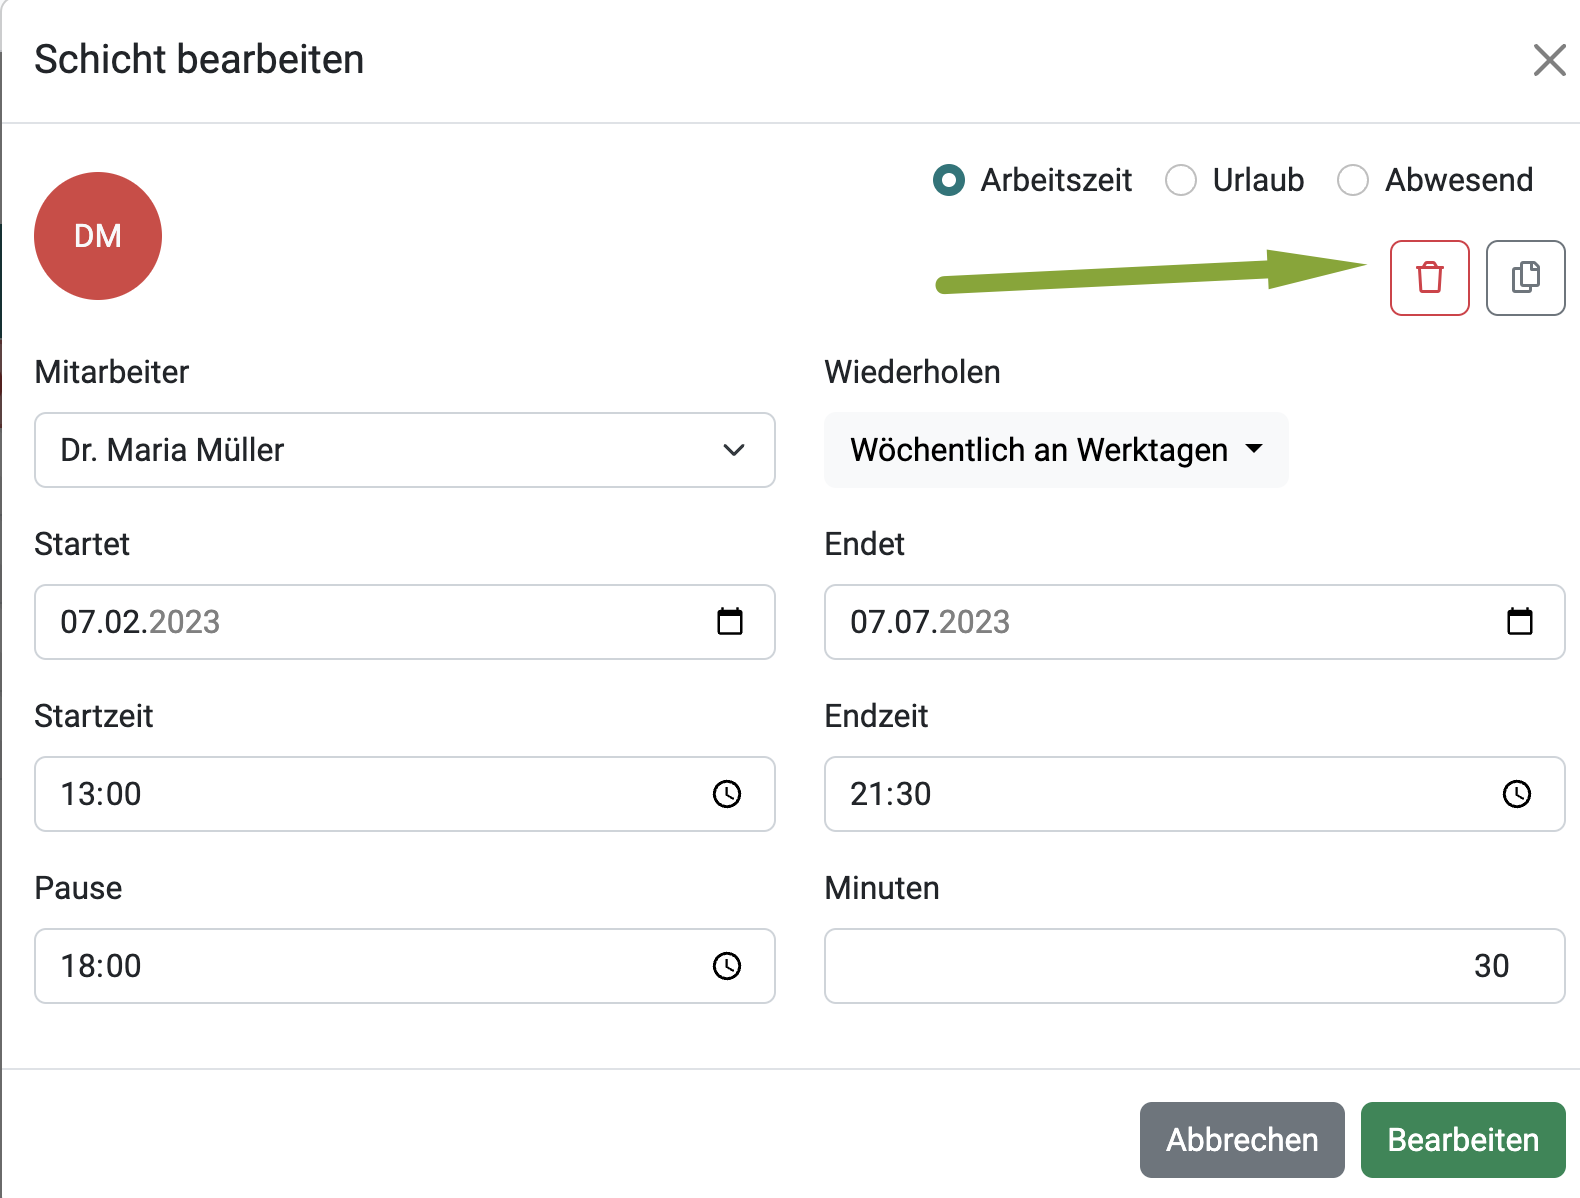 Schicht bearbeiten
Arbeitszeit Urlaub Abwesend
DM
Mitarbeiter Wiederholen
Dr. Maria Müller Wöchentlich an Werktagen
Startet Endet
07.02.2023 07.07.2023
Startzeit Endzeit
13:00 21:30
Pause Minuten
18:00 30
Abbrechen Bearbeiten